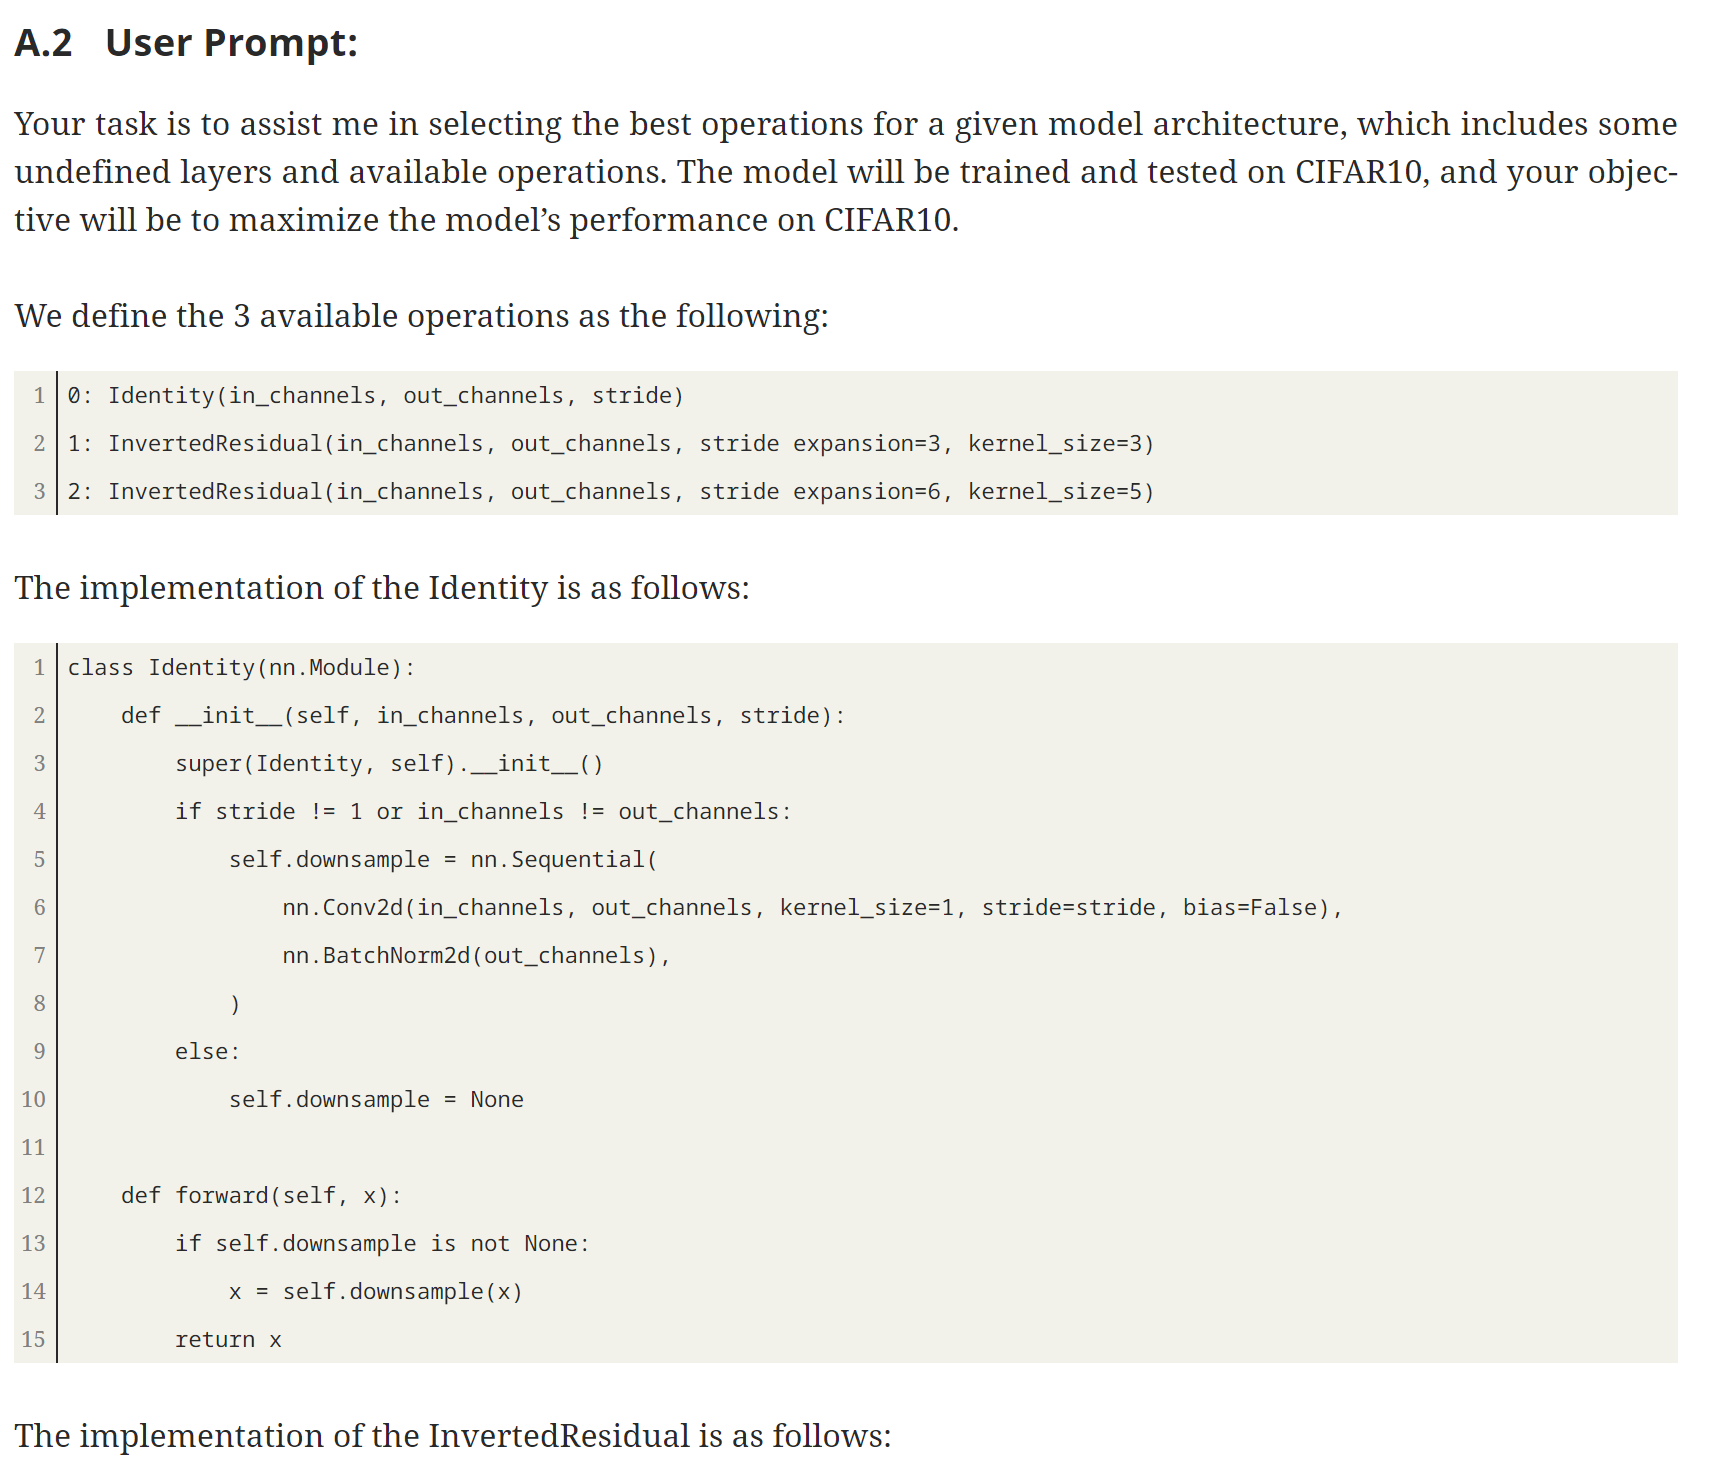 A.2 User Prompt:
Your task is to assist me in selecting the best operations for a given model architecture, which includes some
undefined layers and available operations. The model will be trained and tested on CIFAR10, and your objec-
tive will be to maximize the model’s performance on CIFAR10.
We define the 3 available operations as the following:
1 0: Identity(in_channels, out_channels, stride)
2 1: InvertedResidual(in_channels, out_channels, stride expansion=3, kernel_size=3)
3 2: InvertedResidual(in_channels, out_channels, stride expansion=6, kernel_size=5)
The implementation of the Identity is as follows:
1 class Identity(nn.Module):
2     def __init__(self, in_channels, out_channels, stride):
3         super(Identity, self).__init__()
4         if stride != 1 or in_channels != out_channels:
5             self.downsample = nn.Sequential(
6                 nn.Conv2d(in_channels, out_channels, kernel_size=1, stride=stride, bias=False),
7                 nn.BatchNorm2d(out_channels),
8             )
9         else:
10             self.downsample = None
11
12     def forward(self, x):
13         if self.downsample is not None:
14             x = self.downsample(x)
15         return x
The implementation of the InvertedResidual is as follows: